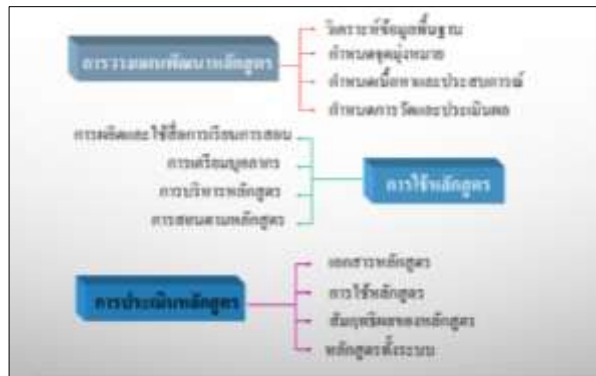 การวางแผนพัฒนาหลักสูตร
วิเคราะห์ข้อมูลพื้นฐาน
กำหนดจุดมุ่งหมาย
กำหนดเนื้อหาและประสบการณ์
กำหนดการวัดและประเมินผล
การผลิตและใช้สื่อการเรียนการสอน
การเตรียมบุคลากร
การบริหารหลักสูตร
การสอนตามหลักสูตร
การใช้หลักสูตร
การประเมินหลักสูตร
เอกสารหลักสูตร
การใช้หลักสูตร
สัมฤทธิผลของหลักสูตร
หลักสูตรทั้งระบบ